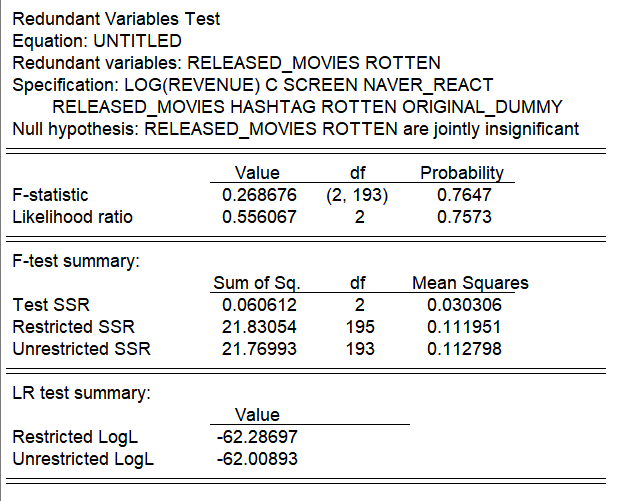 Redundant Variables Test
Equation: UNTITLED
Redundant variables: RELEASED_MOVIES ROTTEN
Specification: LOG(REVENUE) C SCREEN NAVER_REACT
RELEASED_MOVIES HASHTAG ROTTEN ORIGINAL_DUMMY
Null hypothesis: RELEASED_MOVIES ROTTEN are jointly insignificant
Value df Probability
F-statistic 0.268676 (2, 193) 0.7647
Likelihood ratio 0.556067 2 0.7573
F-test summary:
Sum of Sq. df Mean Squares
Test SSR 0.060612 2 0.030306
Restricted SSR 21.83054 195 0.111951
Unrestricted SSR 21.76993 193 0.112798
LR test summary:
Value
Restricted LogL -62.28697
Unrestricted LogL -62.00893